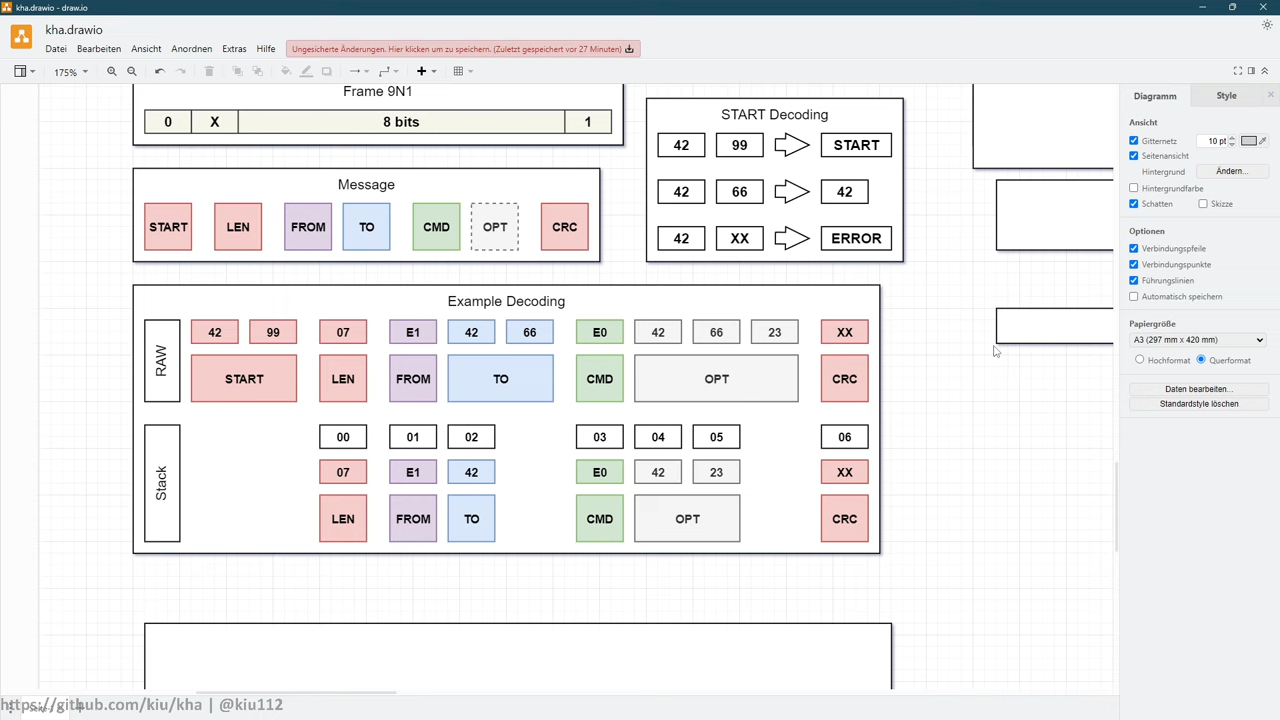 kha.drawio - draw.io
kha.drawio
Datei Bearbeiten Ansicht Anordnen Extras Hilfe
Ungesicherte Änderungen. Hier klicken um zu speichern. (Zuletzt gespeichert vor 27 Minuten)
175%
Frame 9N1
0 X 8 bits 1
Message
START LEN FROM TO CMD OPT CRC
START Decoding
42 99 START
42 66 42
42 XX ERROR
Example Decoding
RAW
42 99 07 E1 42 66 E0 42 66 23 XX
START LEN FROM TO CMD OPT CRC
Stack
00 01 02 03 04 05 06
07 E1 42 E0 42 23 XX
LEN FROM TO CMD OPT CRC
Diagramm Style
Ansicht
Gitternetz 10 pt
Seitenansicht
Hintergrund Ändern...
Hintergrundfarbe
Schatten Skizze
Optionen
Verbindungspfeile
Verbindungspunkte
Führungslinien
Automatisch speichern
Papiergröße
A3 (297 mm x 420 mm)
Hochformat Querformat
Daten bearbeiten...
Standardstyle löschen
https://github.com/kiu/kha | @kiu112